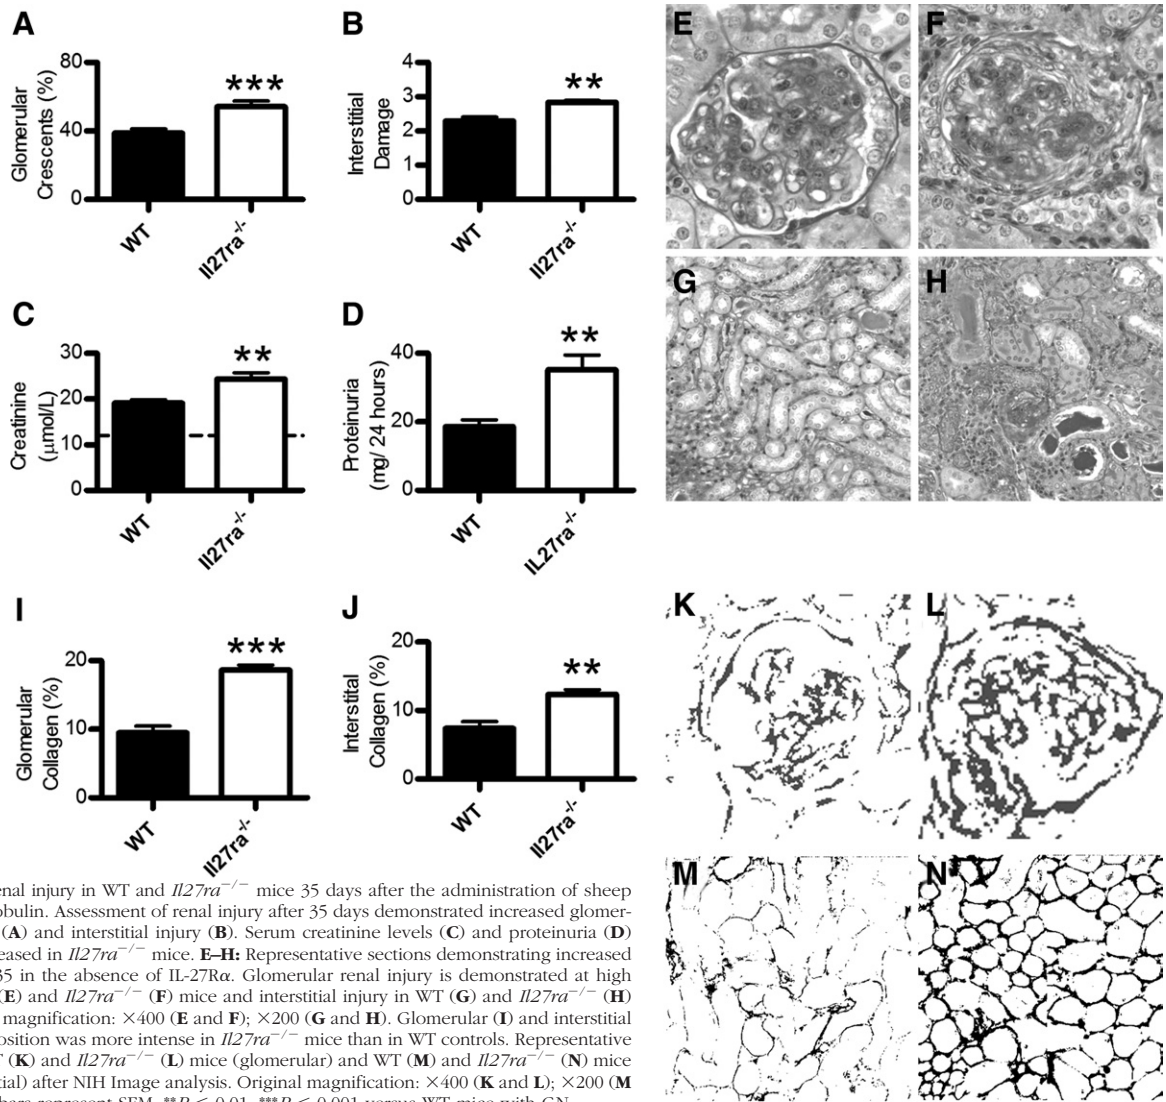 A
Glomerular
Crescents (%)
80
40
0
***
WT
Il27ra-/-
B
Interstitial
Damage
4
3
2
1
0
**
WT
Il27ra-/-
C
Creatinine
(μmol/L)
30
20
10
0
**
WT
Il27ra-/-
D
Proteinuria
(mg/ 24 hours)
40
20
0
**
WT
IL27ra-/-
E
F
G
H
I
Glomerular
Collagen (%)
20
10
0
***
WT
Il27ra-/-
J
Interstital
Collagen (%)
20
10
0
**
WT
Il27ra-/-
K
L
M
N
enal injury in WT and Il27ra−/− mice 35 days after the administration of sheep
obulin. Assessment of renal injury after 35 days demonstrated increased glomer-
(A) and interstitial injury (B). Serum creatinine levels (C) and proteinuria (D)
eased in Il27ra−/− mice. E–H: Representative sections demonstrating increased
35 in the absence of IL-27Rα. Glomerular renal injury is demonstrated at high
(E) and Il27ra−/− (F) mice and interstitial injury in WT (G) and Il27ra−/− (H)
magnification: ×400 (E and F); ×200 (G and H). Glomerular (I) and interstitial
osition was more intense in Il27ra−/− mice than in WT controls. Representative
T (K) and Il27ra−/− (L) mice (glomerular) and WT (M) and Il27ra−/− (N) mice
tial) after NIH Image analysis. Original magnification: ×400 (K and L); ×200 (M